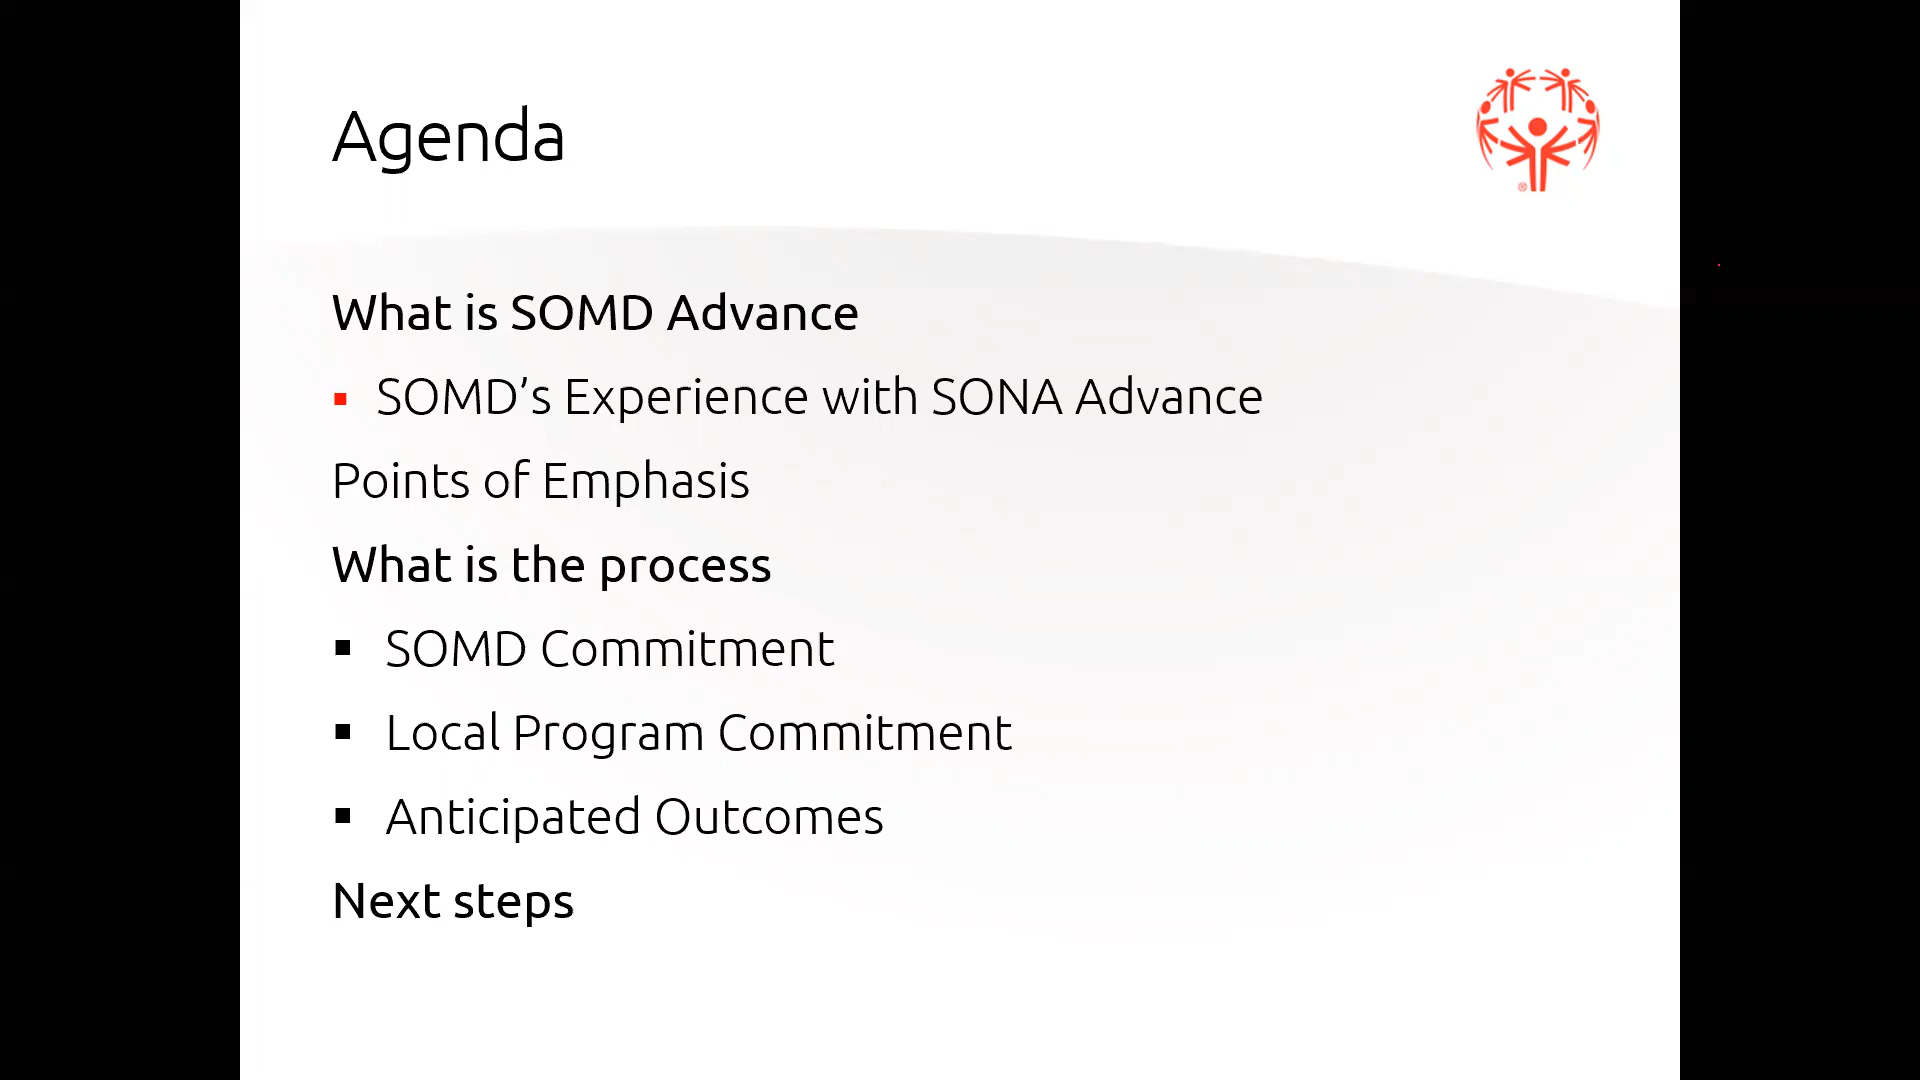 Agenda
What is SOMD Advance
▪ SOMD’s Experience with SONA Advance
Points of Emphasis
What is the process
▪ SOMD Commitment
▪ Local Program Commitment
▪ Anticipated Outcomes
Next steps
®